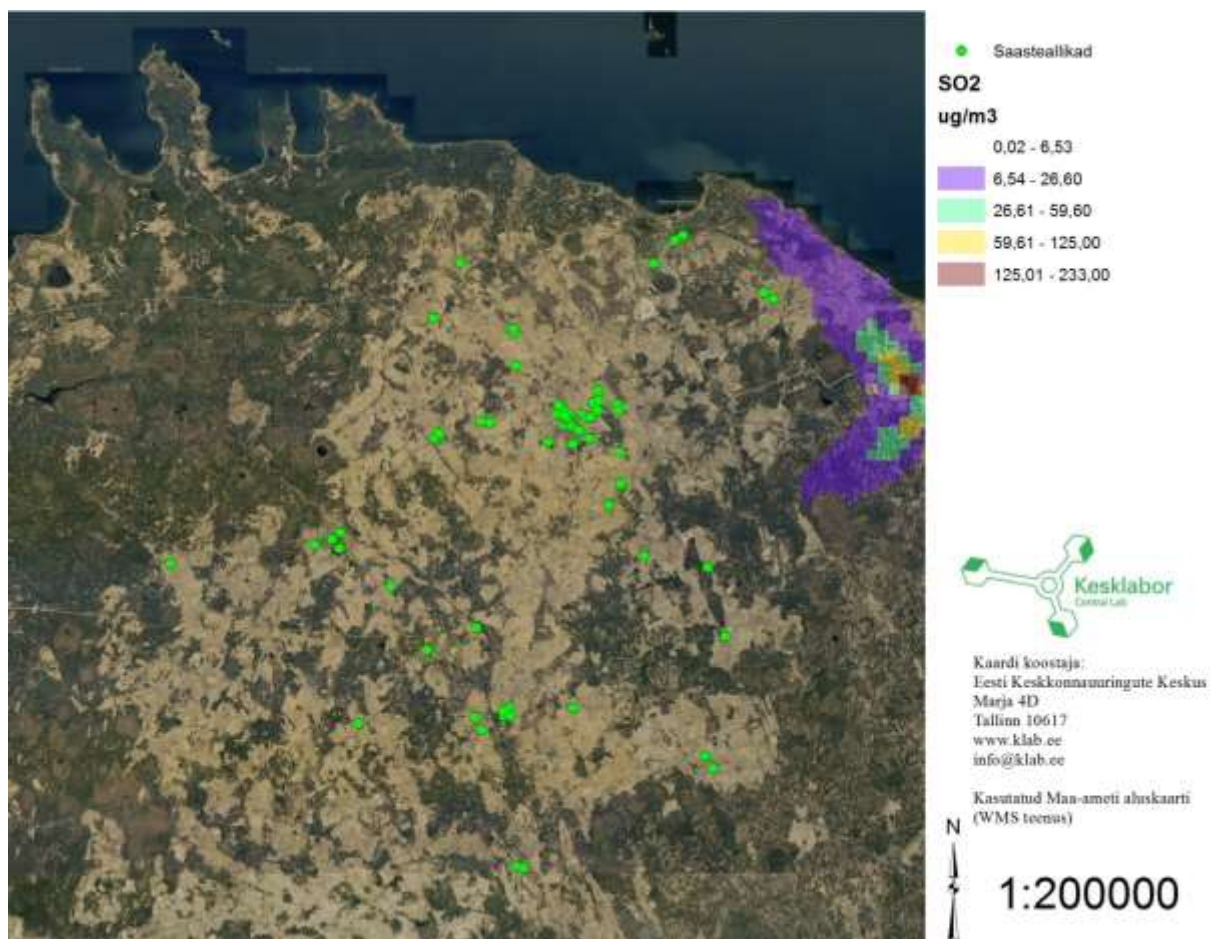 Saasteallikad
SO2
ug/m3
0,02 - 6,53
6,54 - 26,60
26,61 - 59,60
59,61 - 125,00
125,01 - 233,00
Kesklabor
Central Lab
Kaardi koostaja:
Eesti Keskkonnauuringute Keskus
Marja 4D
Tallinn 10617
www.klab.ee
info@klab.ee
Kasutatud Maa-ameti aluskaarti
(WMS teenus)
N
1:200000